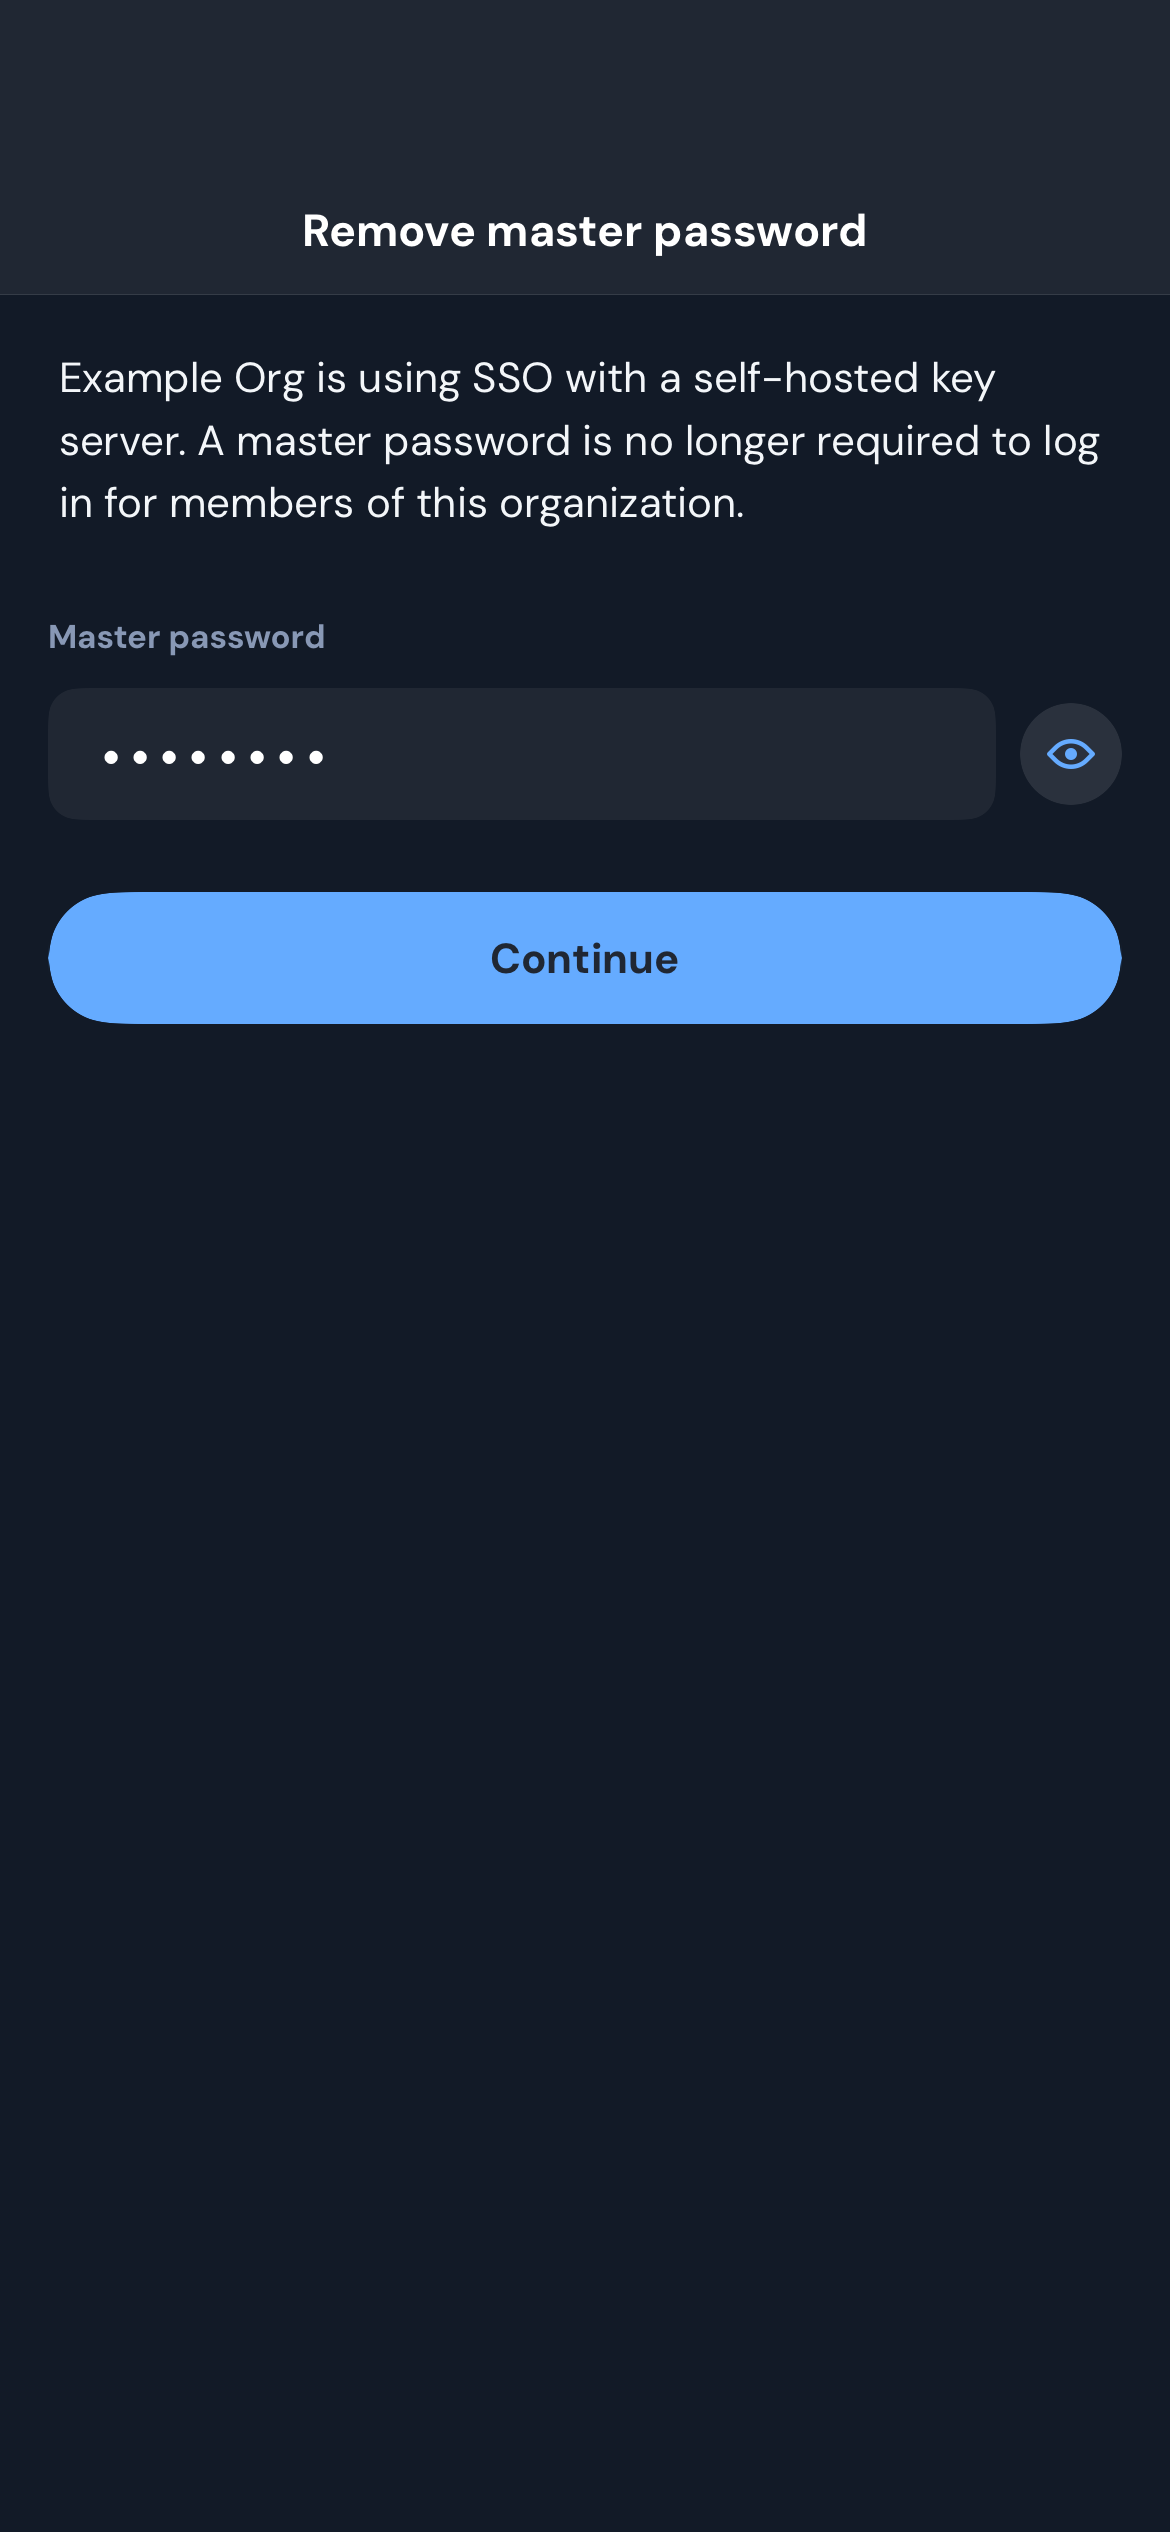 Remove master password
Example Org is using SSO with a self-hosted key
server. A master password is no longer required to log
in for members of this organization.
Master password
••••••••
Continue